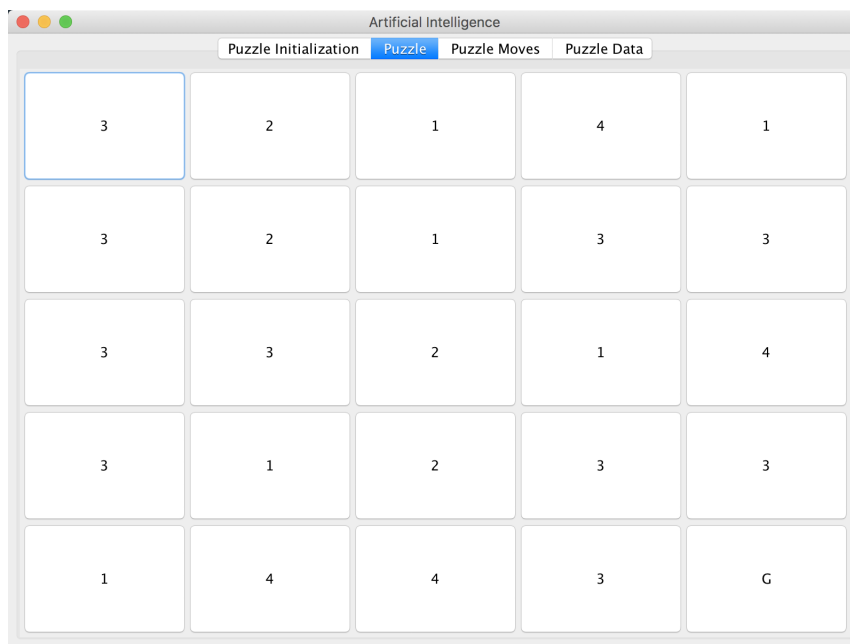 Artificial Intelligence
Puzzle Initialization Puzzle Puzzle Moves Puzzle Data
3 2 1 4 1
3 2 1 3 3
3 3 2 1 4
3 1 2 3 3
1 4 4 3 G